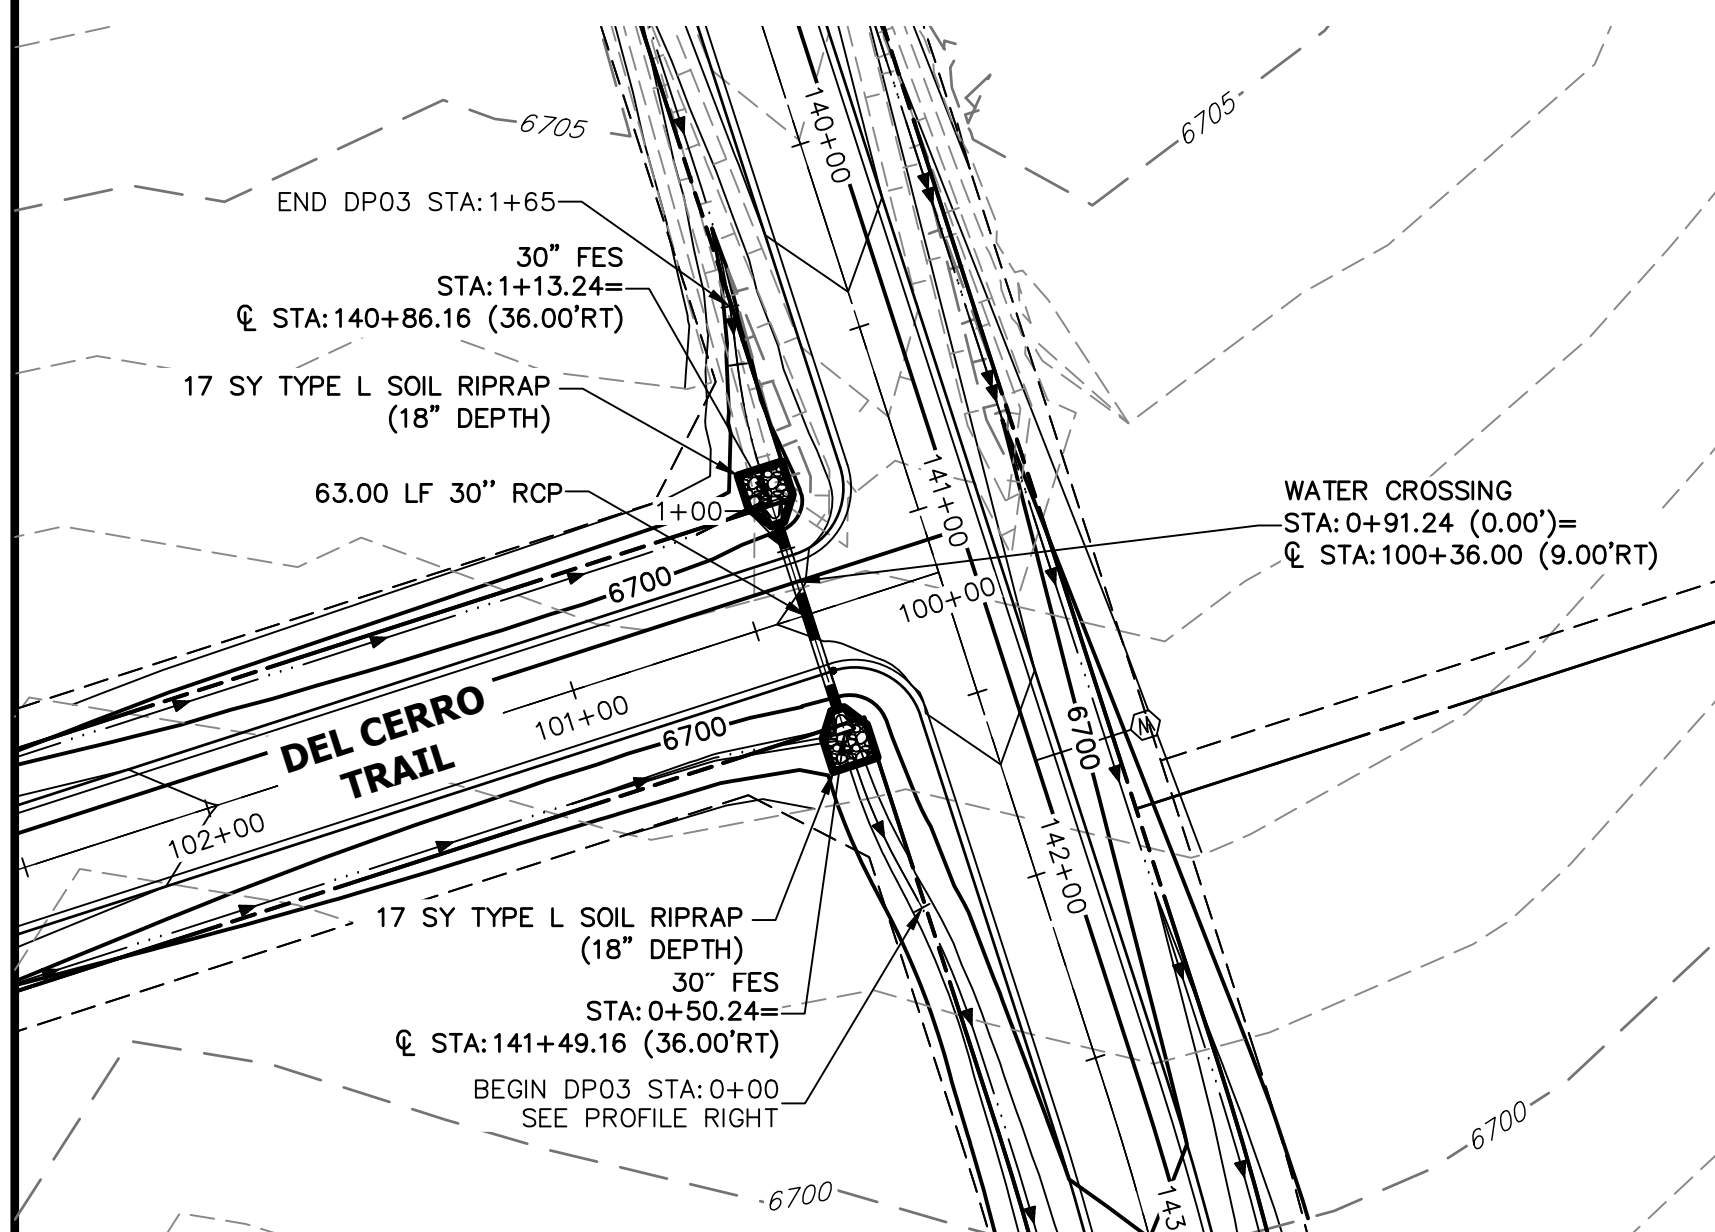 140+00
6705
6705-
END DP03 STA:1+65
30” FES
STA:1+13.24=
℄ STA:140+86.16 (36.00'RT)
17 SY TYPE L SOIL RIPRAP
(18” DEPTH)
63.00 LF 30’’ RCP
1+00
141+00
WATER CROSSING
STA:0+91.24 (0.00')=
℄ STA:100+36.00 (9.00'RT)
6700
100+00
DEL CERRO
TRAIL
101+00
6700
6700
M
102+00
142+00
17 SY TYPE L SOIL RIPRAP
(18” DEPTH)
30″ FES
STA:0+50.24=
℄ STA:141+49.16 (36.00'RT)
BEGIN DP03 STA:0+00
SEE PROFILE RIGHT
6700
6700
143